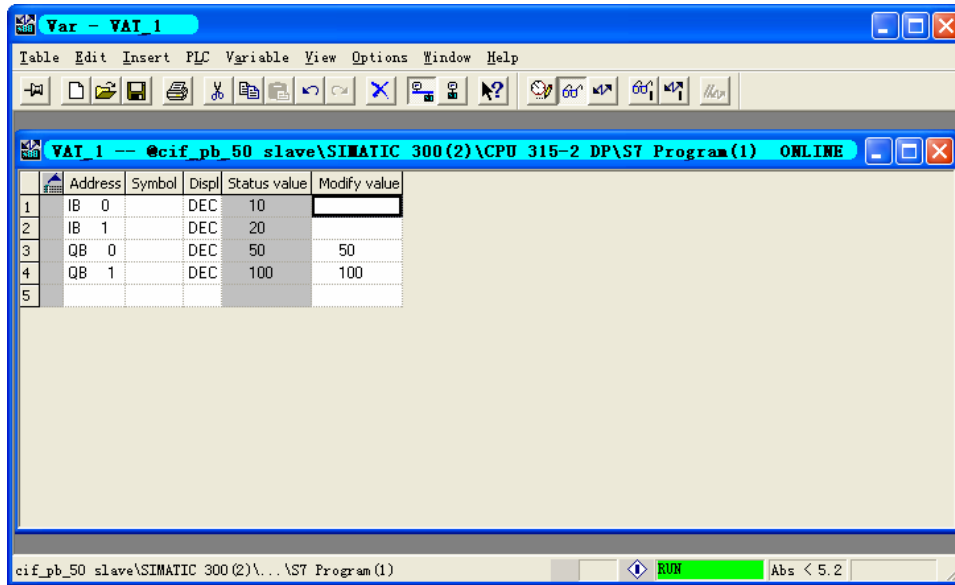 Var - VAT_1
Table Edit Insert PLC Variable View Options Window Help
VAT_1 -- @cif_pb_50 slave\SIMATIC 300(2)\CPU 315-2 DP\S7 Program(1) ONLINE
Address Symbol Displ Status value Modify value
1 IB 0 DEC 10
2 IB 1 DEC 20
3 QB 0 DEC 50 50
4 QB 1 DEC 100 100
5
cif_pb_50 slave\SIMATIC 300(2)\...\S7 Program(1) RUN Abs < 5.2